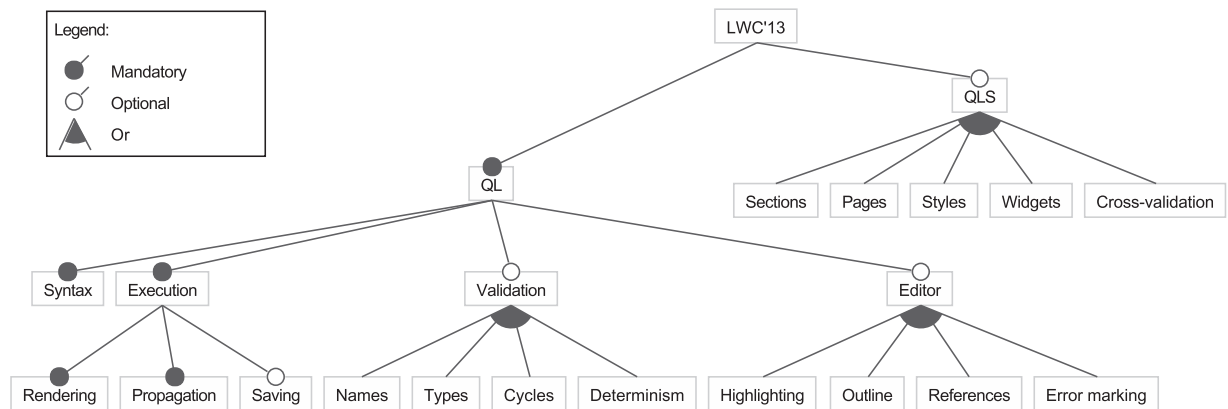 Legend:
Mandatory
Optional
Or
LWC'13
QLS
QL
Sections Pages Styles Widgets Cross-validation
Syntax Execution Validation Editor
Rendering Propagation Saving Names Types Cycles Determinism Highlighting Outline References Error marking